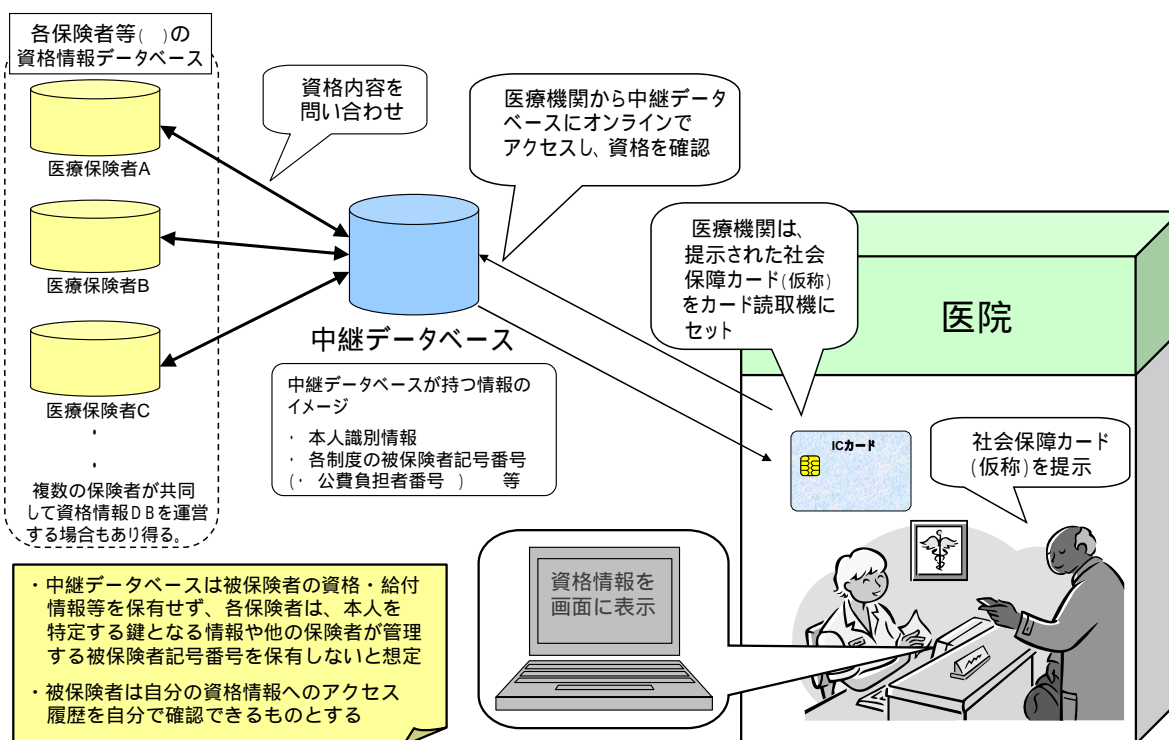 各保険者等(　)の
資格情報データベース
医療保険者A
医療保険者B
医療保険者C
・
・
複数の保険者が共同
して資格情報DBを運営
する場合もあり得る。
資格内容を
問い合わせ
医療機関から中継データ
ベースにオンラインで
アクセスし、資格を確認
中継データベース
中継データベースが持つ情報の
イメージ
・ 本人識別情報
・ 各制度の被保険者記号番号
(・ 公費負担者番号 ) 等
医療機関は、
提示された社会
保障カード(仮称)
をカード読取機に
セット
医院
ICカード
社会保障カード
(仮称)を提示
資格情報を
画面に表示
・中継データベースは被保険者の資格・給付
情報等を保有せず、各保険者は、本人を
特定する鍵となる情報や他の保険者が管理
する被保険者記号番号を保有しないと想定
・被保険者は自分の資格情報へのアクセス
履歴を自分で確認できるものとする